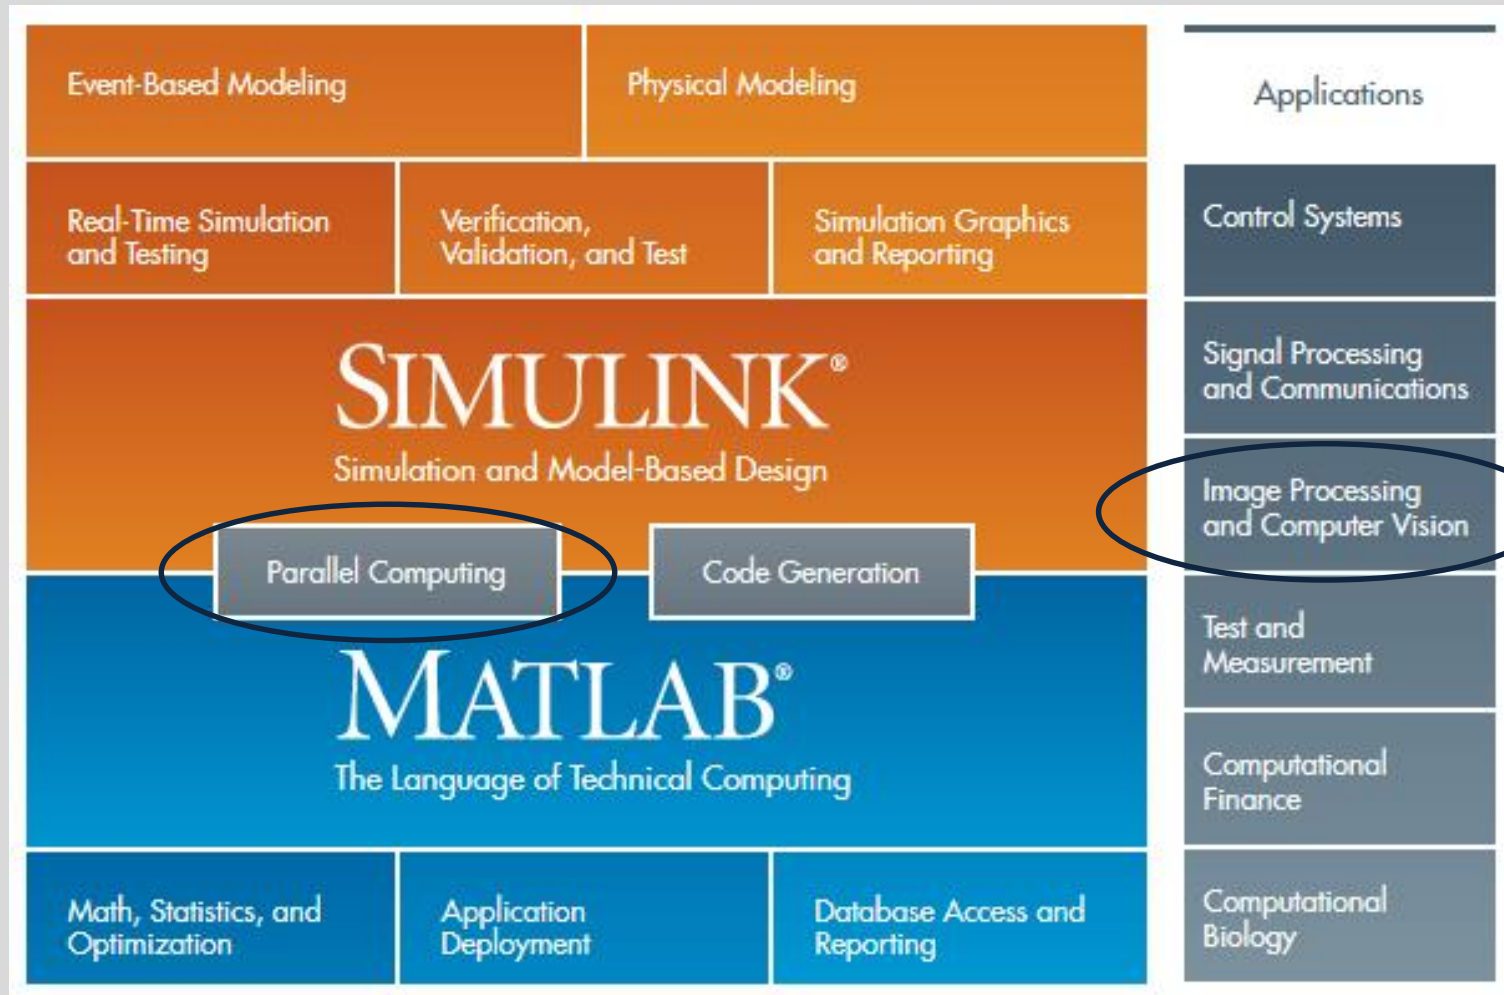 Event-Based Modeling
Physical Modeling
Real-Time Simulation
and Testing
Verification,
Validation, and Test
Simulation Graphics
and Reporting
SIMULINK®
Simulation and Model-Based Design
Parallel Computing
Code Generation
MATLAB®
The Language of Technical Computing
Math, Statistics, and
Optimization
Application
Deployment
Database Access and
Reporting
Applications
Control Systems
Signal Processing
and Communications
Image Processing
and Computer Vision
Test and
Measurement
Computational
Finance
Computational
Biology